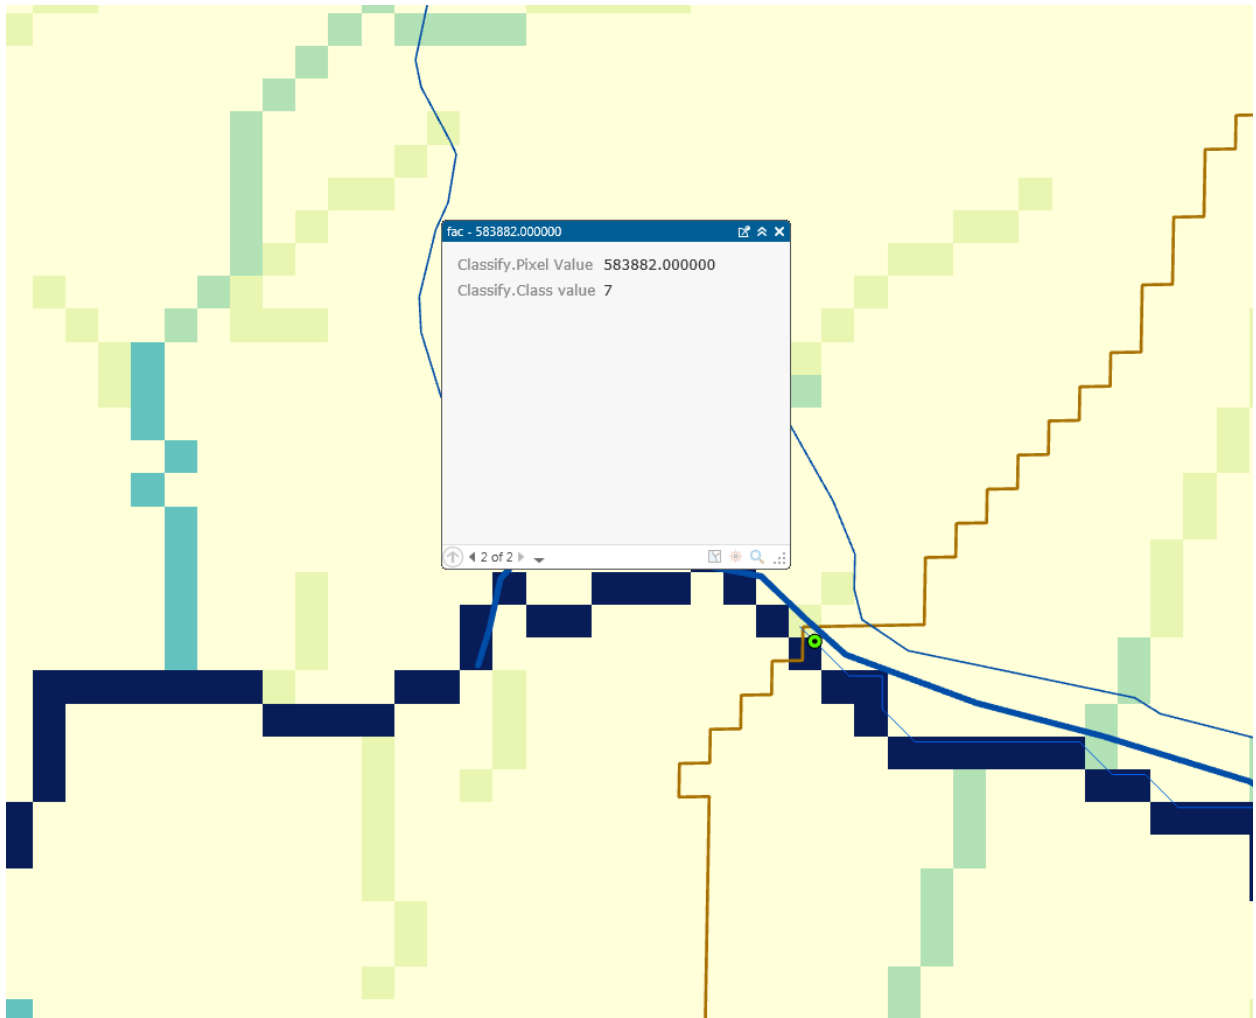 fac - 583882.000000
Classify.Pixel Value 583882.000000
Classify.Class value 7
2 of 2